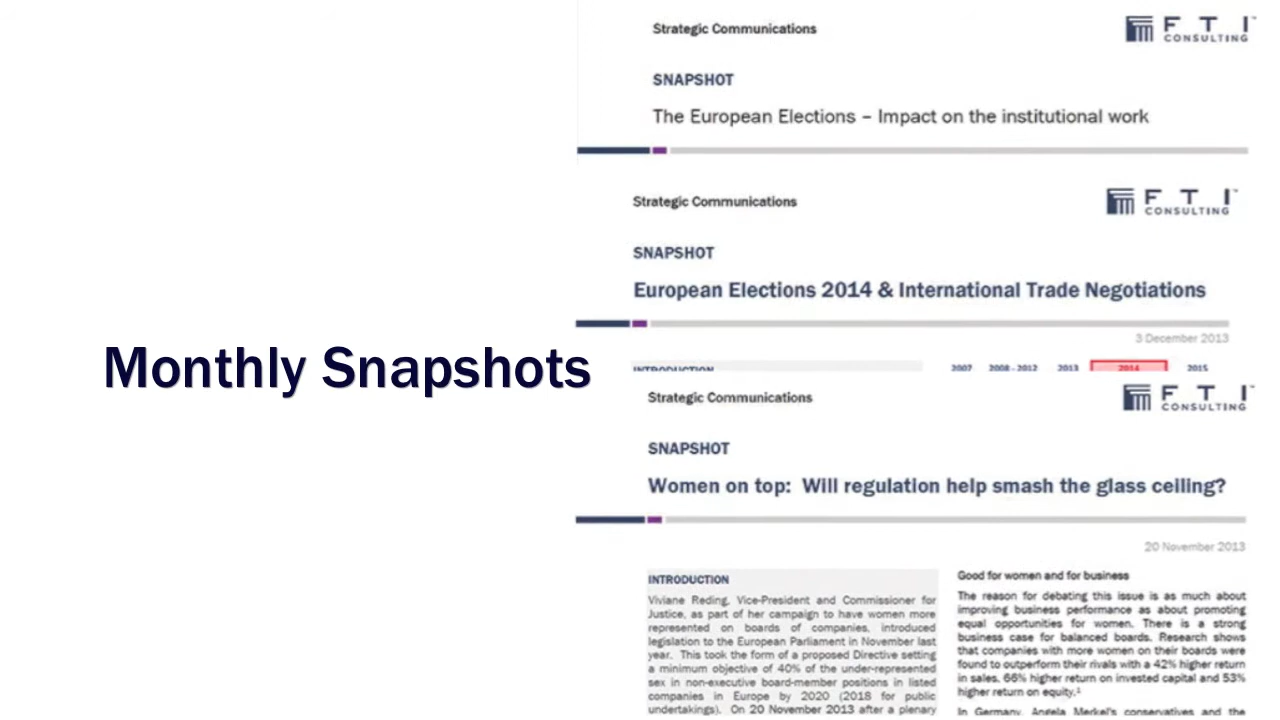 Monthly Snapshots
Strategic Communications
F T I™
CONSULTING
SNAPSHOT
The European Elections – Impact on the institutional work
Strategic Communications
F T I™
CONSULTING
SNAPSHOT
European Elections 2014 & International Trade Negotiations
3 December 2013
INTRODUCTION
2007 2008 - 2012 2013 2014 2015
Strategic Communications
F T I™
CONSULTING
SNAPSHOT
Women on top: Will regulation help smash the glass ceiling?
20 November 2013
INTRODUCTION
Viviane Reding, Vice-President and Commissioner for
Justice, as part of her campaign to have women more
represented on boards of companies, introduced
legislation to the European Parliament in November last
year. This took the form of a proposed Directive setting
a minimum objective of 40% of the under-represented
sex in non-executive board-member positions in listed
companies in Europe by 2020 (2018 for public
undertakings). On 20 November 2013 after a plenary
Good for women and for business
The reason for debating this issue is as much about
improving business performance as about promoting
equal opportunities for women. There is a strong
business case for balanced boards. Research shows
that companies with more women on their boards were
found to outperform their rivals with a 42% higher return
in sales, 66% higher return on invested capital and 53%
higher return on equity.¹
In Germany, Angela Merkel's conservatives and the